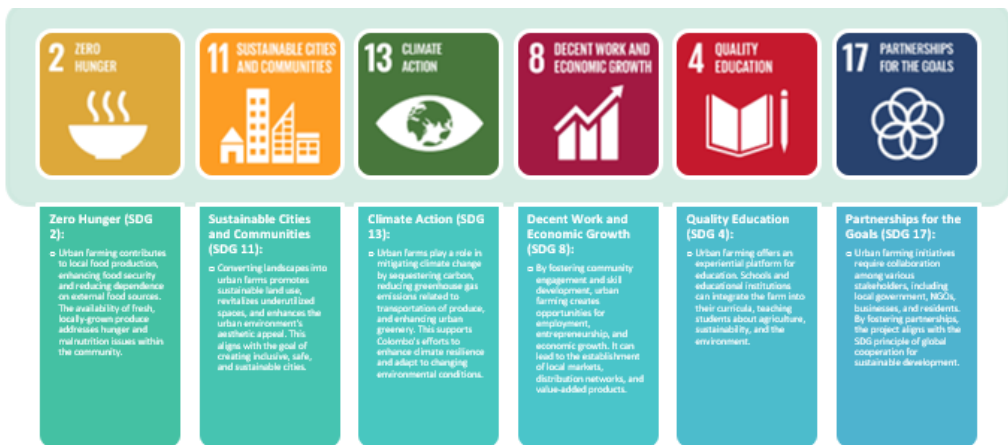 2 ZERO
HUNGER
11 SUSTAINABLE CITIES
AND COMMUNITIES
13 CLIMATE
ACTION
8 DECENT WORK AND
ECONOMIC GROWTH
4 QUALITY
EDUCATION
17 PARTNERSHIPS
FOR THE GOALS
Zero Hunger (SDG
2):
Urban farming contributes
to local food production,
enhancing food security
and reducing dependence
on external food sources.
The availability of fresh,
locally-grown produce
addresses hunger and
malnutrition issues within
the community.
Sustainable Cities
and Communities
(SDG 11):
Converting landscapes into
urban farms promotes
sustainable land use,
revitalizes underutilized
spaces, and enhances the
urban environment's
aesthetic appeal. This
aligns with the goal of
creating inclusive, safe,
and sustainable cities.
Climate Action (SDG
13):
Urban farms play a role in
mitigating climate change
by sequestering carbon,
reducing greenhouse gas
emissions related to
transportation of produce,
and enhancing urban
greenery. This supports
Colombo's efforts to
enhance climate resilience
and adapt to changing
environmental conditions.
Decent Work and
Economic Growth
(SDG 8):
By fostering community
engagement and skill
development, urban
farming creates
opportunities for
employment,
entrepreneurship, and
economic growth. It can
lead to the establishment
of local markets,
distribution networks, and
value-added products.
Quality Education
(SDG 4):
Urban farming offers an
experiential platform for
education. Schools and
educational institutions
can integrate the farm into
their curricula, teaching
students about agriculture,
sustainability, and the
environment.
Partnerships for the
Goals (SDG 17):
Urban farming initiatives
require collaboration
among various
stakeholders, including
local government, NGOs,
businesses, and residents.
By fostering partnerships,
the project aligns with the
SDG principle of global
cooperation for
sustainable development.